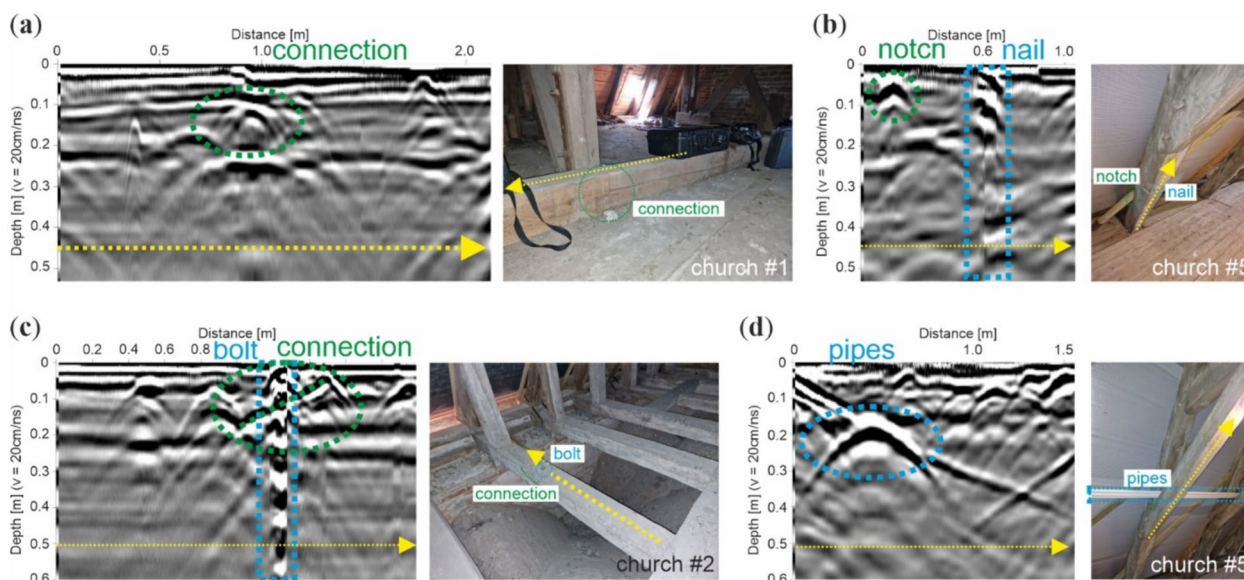 (a)
Distance [m]
connection
0 0.5 1.0 2.0
0
0.1
0.2
0.3
0.4
0.5
Depth [m] (v = 20cm/ns)
connection
church #1
(b)
Distance [m]
notcn nail
0 0.6 1.0
0
0.1
0.2
0.3
0.4
0.5
Depth [m] (v = 20cm/ns)
notch
nail
church #5
(c)
Distance [m]
bolt connection
0 0.2 0.4 0.6 0.8
0
0.1
0.2
0.3
0.4
0.5
0.6
Depth [m] (v = 20cm/ns)
bolt
connection
church #2
(d)
Distance [m]
pipes
0 1.0 1.5
0
0.1
0.2
0.3
0.4
0.5
0.6
Depth [m] (v = 20cm/ns)
pipes
church #5